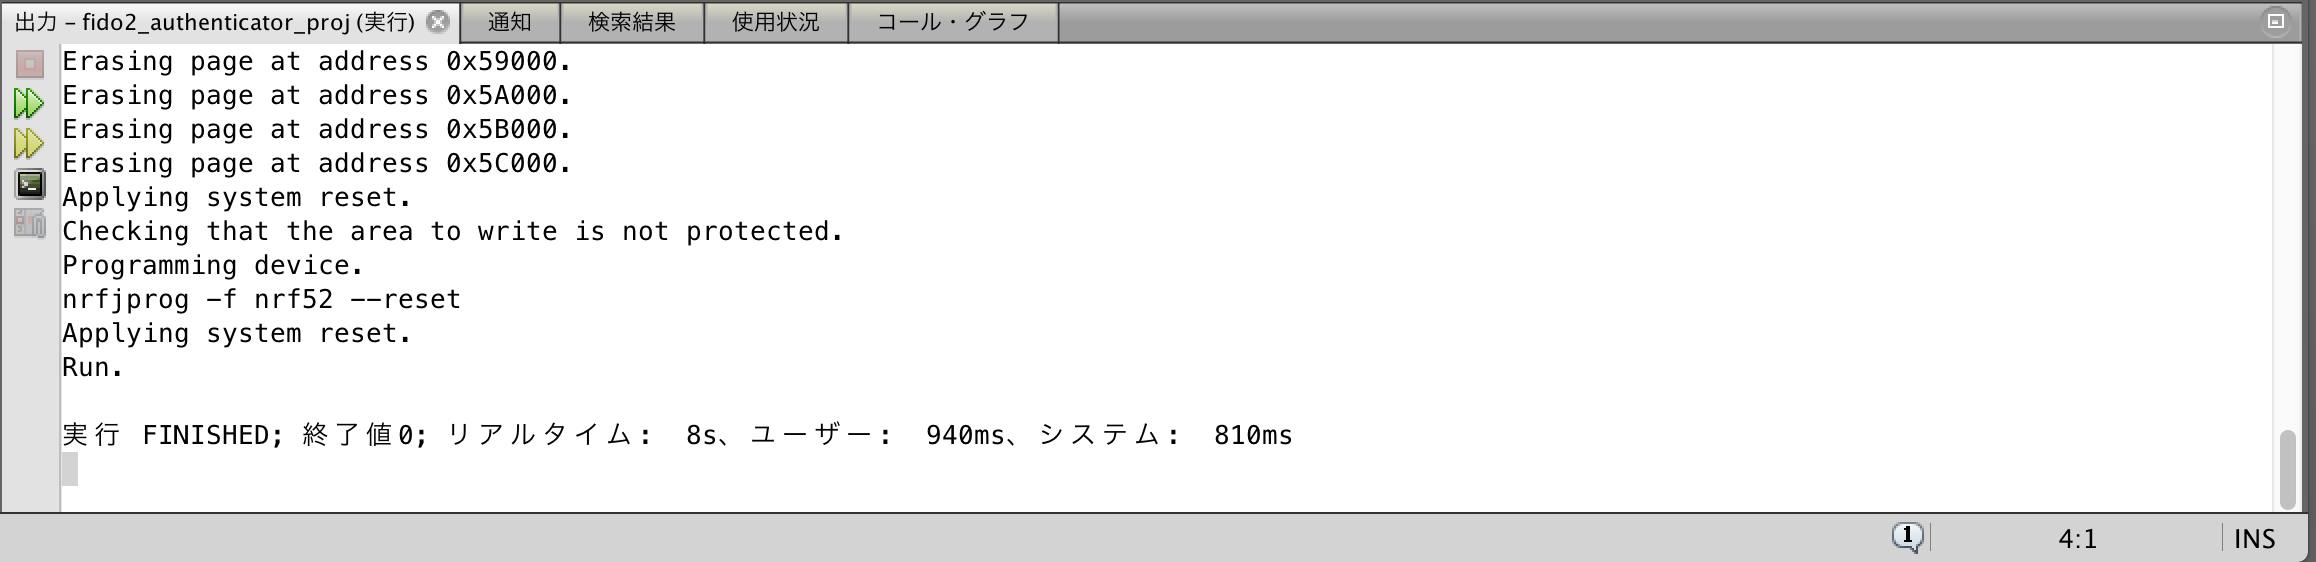 出力 – fido2_authenticator_proj (実行) 通知 検索結果 使用状況 コール・グラフ
Erasing page at address 0x59000.
Erasing page at address 0x5A000.
Erasing page at address 0x5B000.
Erasing page at address 0x5C000.
Applying system reset.
Checking that the area to write is not protected.
Programming device.
nrfjprog -f nrf52 --reset
Applying system reset.
Run.
実行 FINISHED; 終了値0; リアルタイム: 8s、ユーザー: 940ms、システム: 810ms
1 4:1 INS